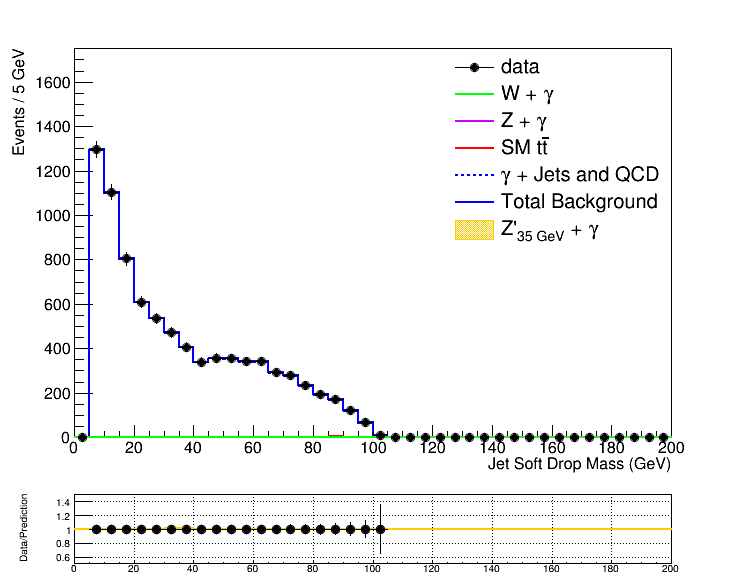 Events / 5 GeV
1600
1400
1200
1000
800
600
400
200
0
data
W + γ
Z + γ
SM tt̄
γ + Jets and QCD
Total Background
Z'35 GeV + γ
0 20 40 60 80 100 120 140 160 180 200
Jet Soft Drop Mass (GeV)
Data/Prediction
1.4
1.2
1
0.8
0.6
0 20 40 60 80 100 120 140 160 180 200